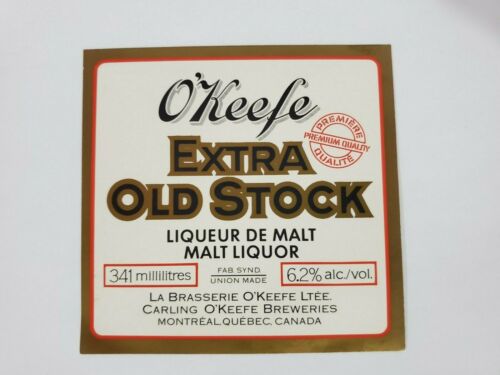 O'Keefe
EXTRA
OLD STOCK
PREMIÈRE
PREMIUM QUALITY
QUALITÉ
LIQUEUR DE MALT
MALT LIQUOR
341 millilitres
FAB. SYND.
UNION MADE
6.2% alc./vol.
LA BRASSERIE O'KEEFE LTÉE.
CARLING O'KEEFE BREWERIES
MONTRÉAL, QUÉBEC, CANADA